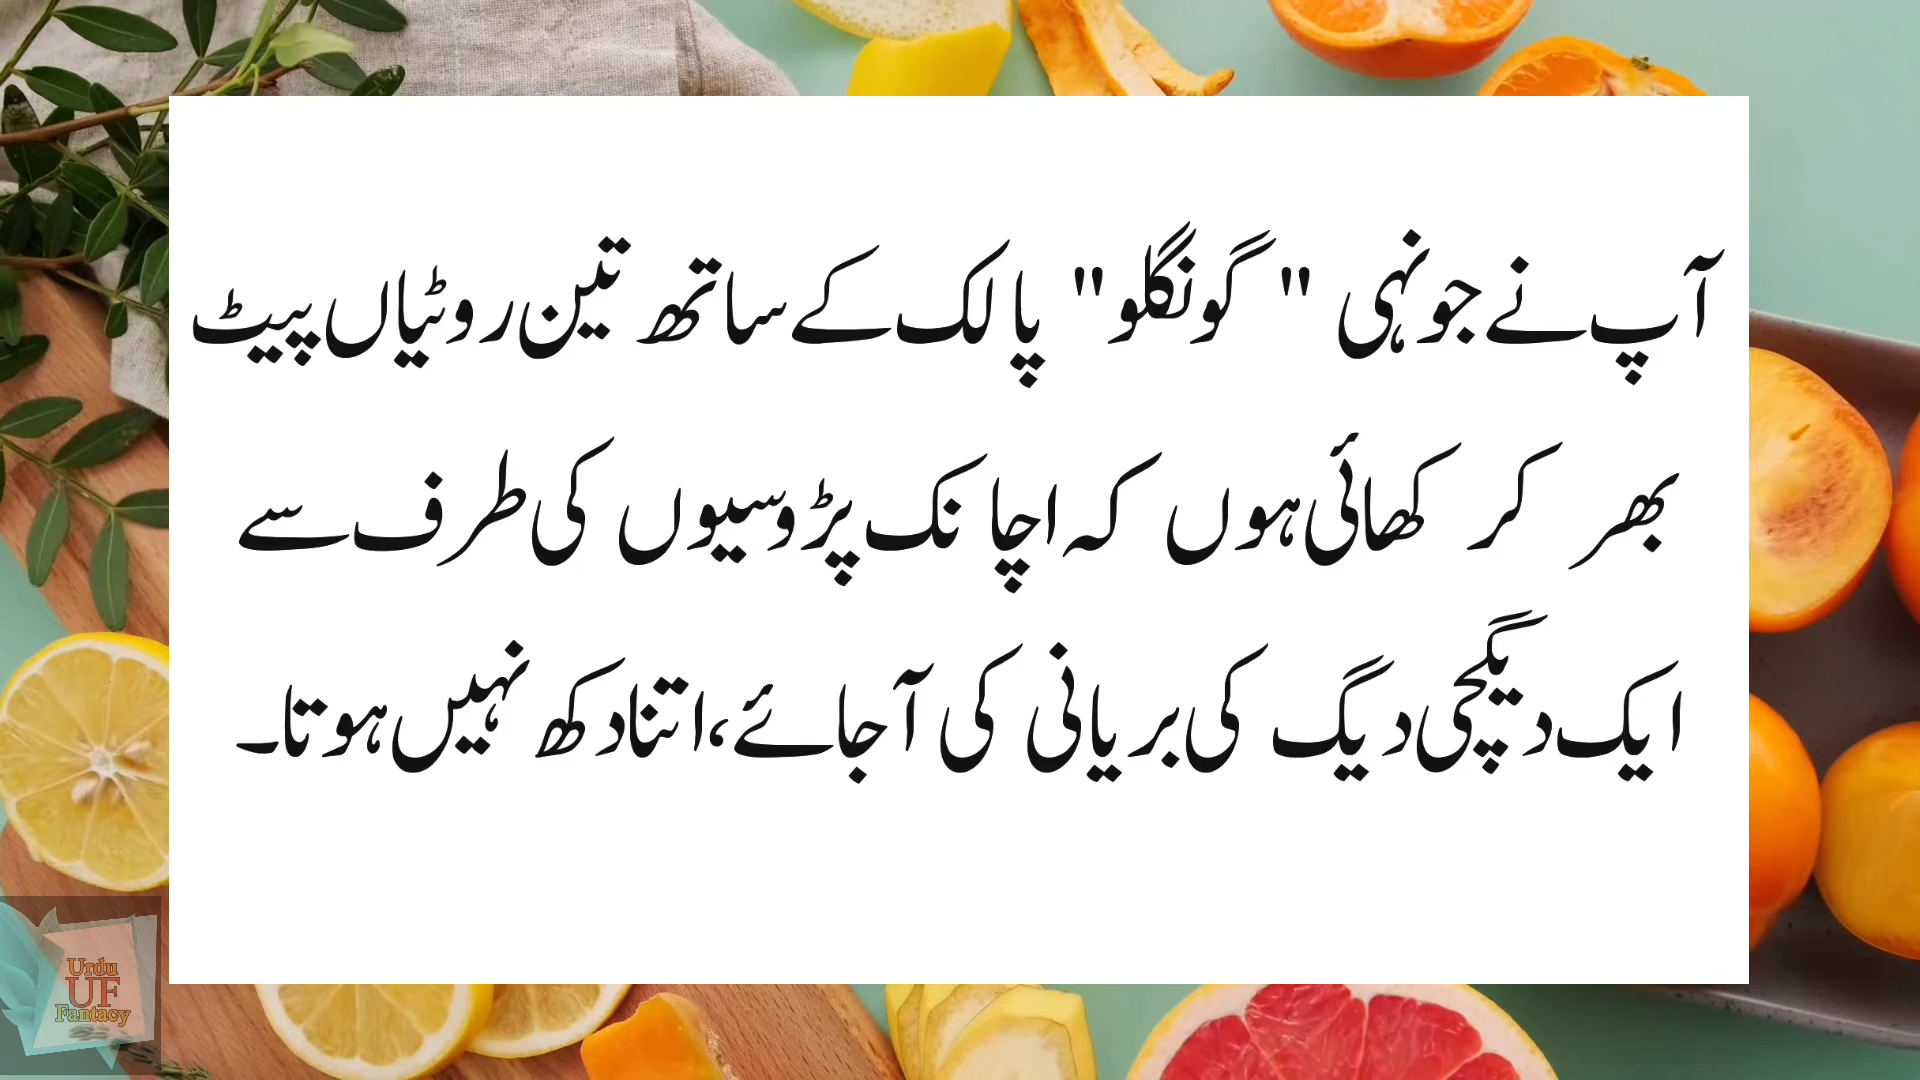 آپ نے جونہی "گونگلو" پالک کے ساتھ تین روٹیاں پیٹ
بھر کر کھائی ہوں کہ اچانک پڑوسیوں کی طرف سے
ایک دیگچی دیگ کی بریانی کی آجائے، اتنا دکھ نہیں ہوتا۔
Urdu
UF
Fantacy